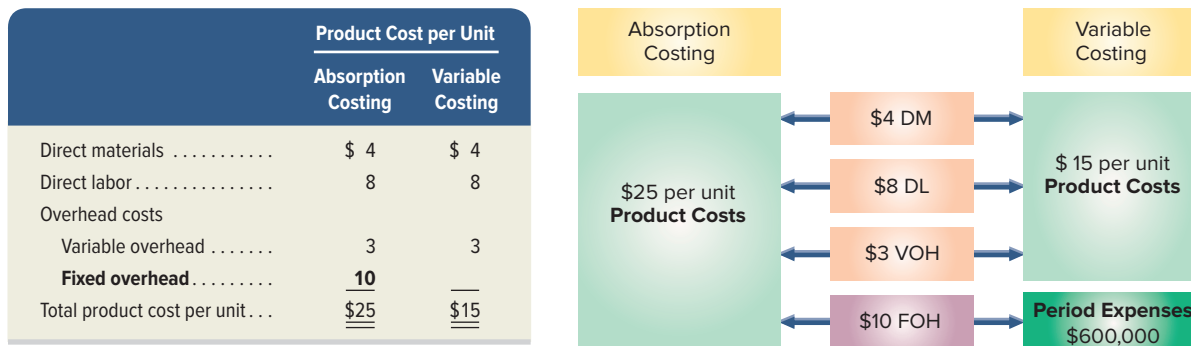 Product Cost per Unit
Absorption Costing Variable Costing
Direct materials ........... $ 4 $ 4
Direct labor............... 8 8
Overhead costs
Variable overhead ....... 3 3
Fixed overhead......... 10
Total product cost per unit... $25 $15
Absorption
Costing
$25 per unit
Product Costs
$4 DM
$8 DL
$3 VOH
$10 FOH
Variable
Costing
$ 15 per unit
Product Costs
Period Expenses
$600,000